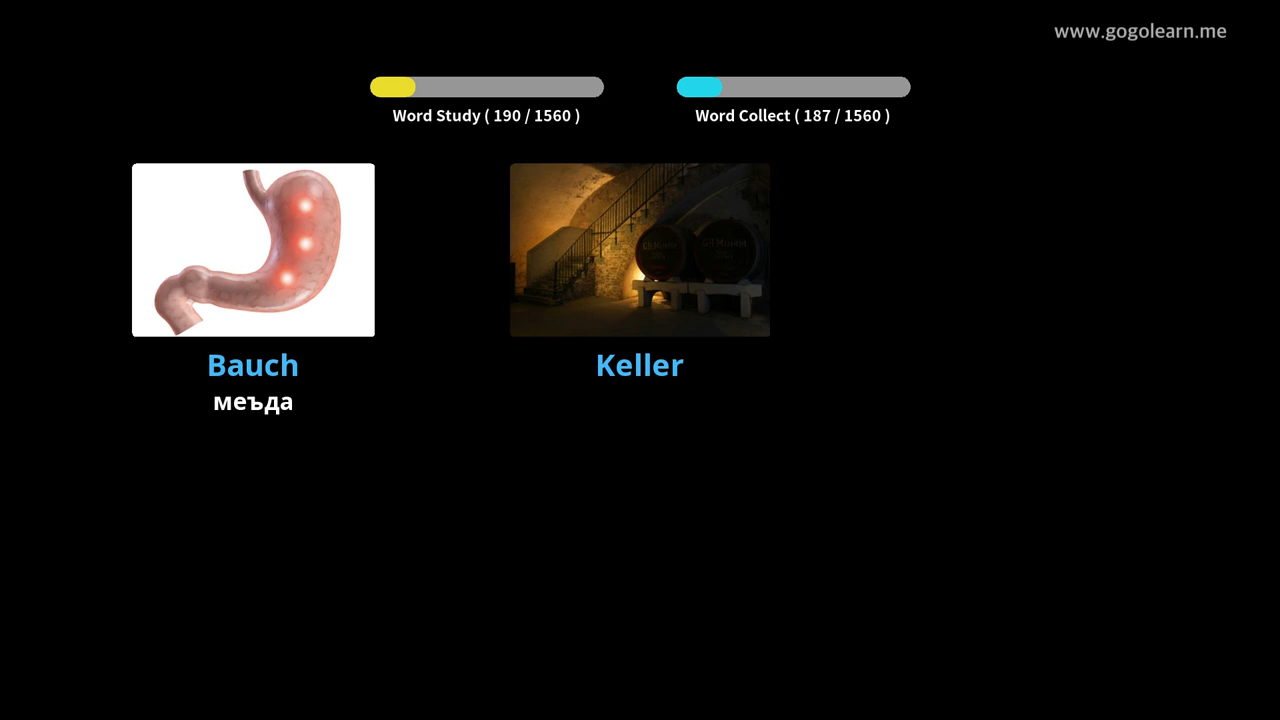 www.gogolearn.me
Word Study ( 190 / 1560 )
Word Collect ( 187 / 1560 )
Bauch
меъда
Keller